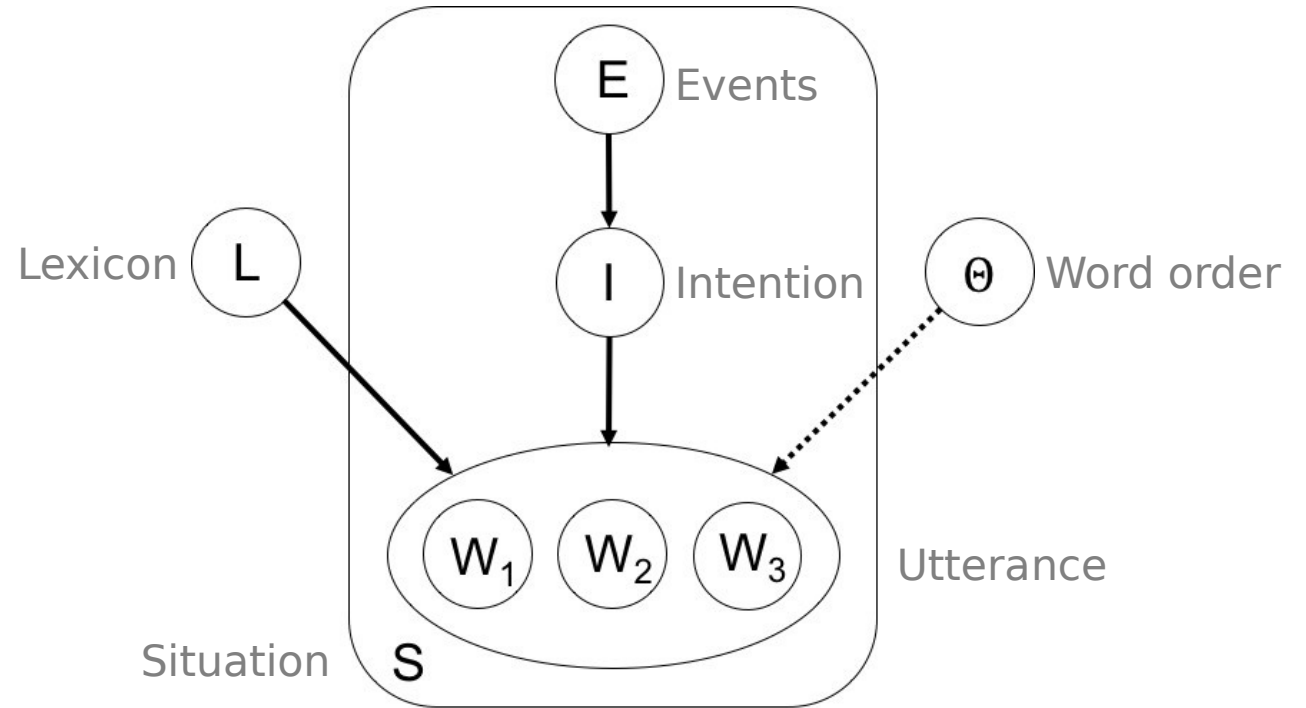 E Events
Lexicon L
I Intention
Θ Word order
W₁ W₂ W₃
Utterance
Situation S